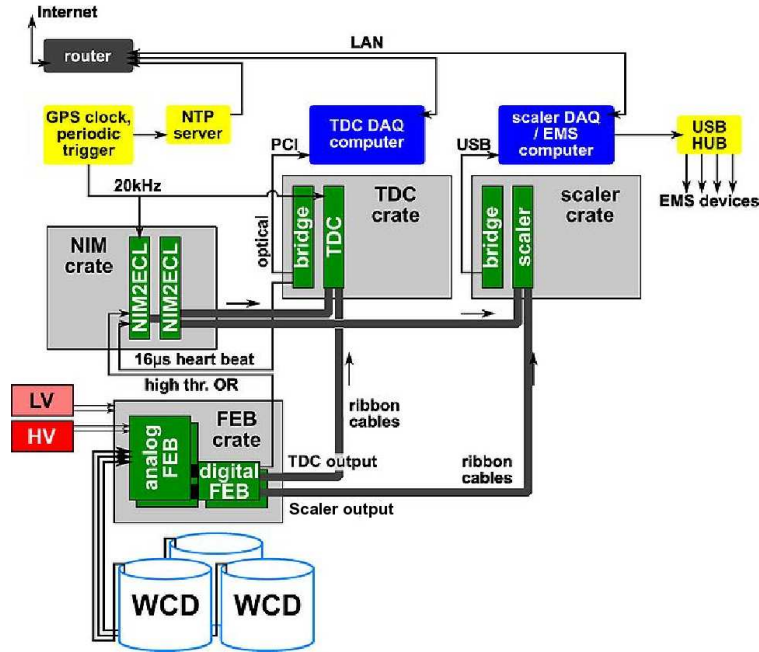 Internet
router
LAN
GPS clock,
periodic
trigger
NTP
server
TDC DAQ
computer
scaler DAQ
/ EMS
computer
USB
HUB
PCI
USB
20kHz
EMS devices
NIM
crate
NIM2ECL
NIM2ECL
optical
bridge
TDC
TDC
crate
bridge
scaler
scaler
crate
16μs heart beat
high thr. OR
LV
HV
FEB
crate
analog
FEB
digital
FEB
ribbon
cables
TDC output
ribbon
cables
Scaler output
WCD
WCD